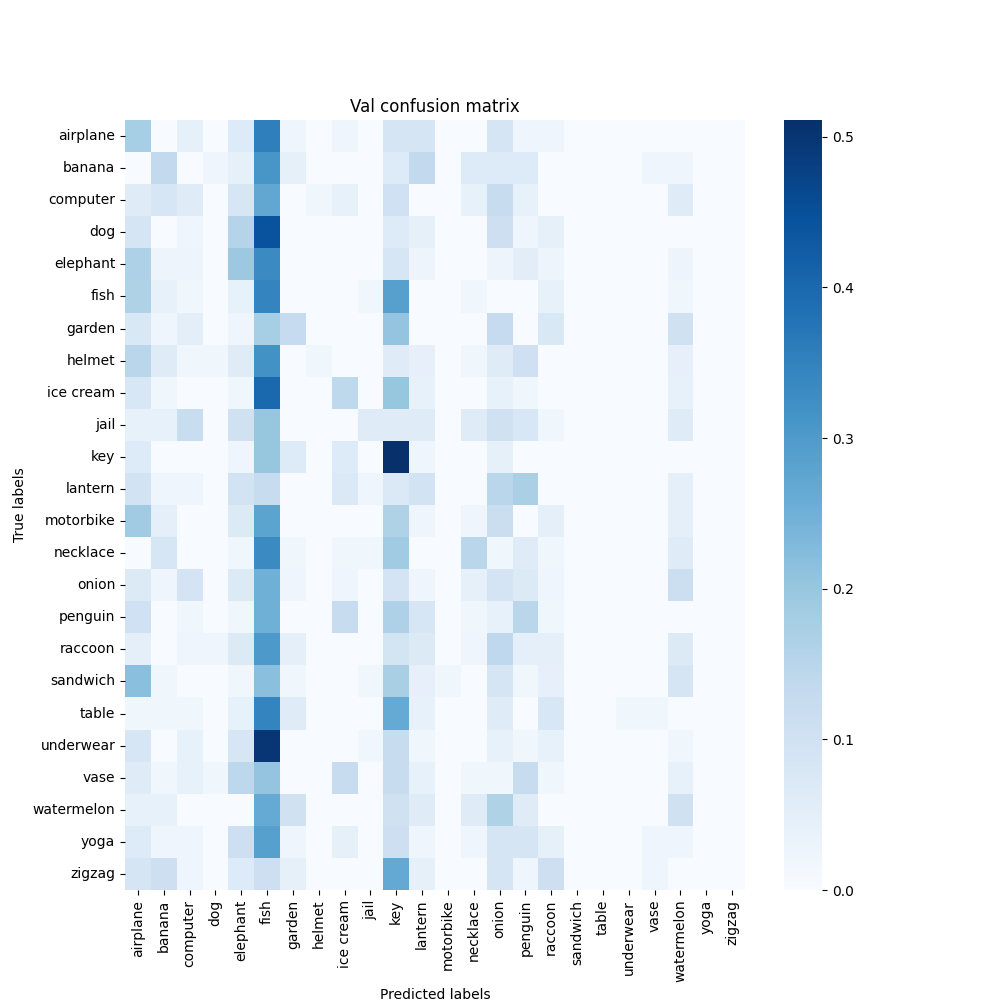 Val confusion matrix
True labels
airplane
banana
computer
dog
elephant
fish
garden
helmet
ice cream
jail
key
lantern
motorbike
necklace
onion
penguin
raccoon
sandwich
table
underwear
vase
watermelon
yoga
zigzag
airplane
banana
computer
dog
elephant
fish
garden
helmet
ice cream
jail
key
lantern
motorbike
necklace
onion
penguin
raccoon
sandwich
table
underwear
vase
watermelon
yoga
zigzag
Predicted labels
0.5
0.4
0.3
0.2
0.1
0.0